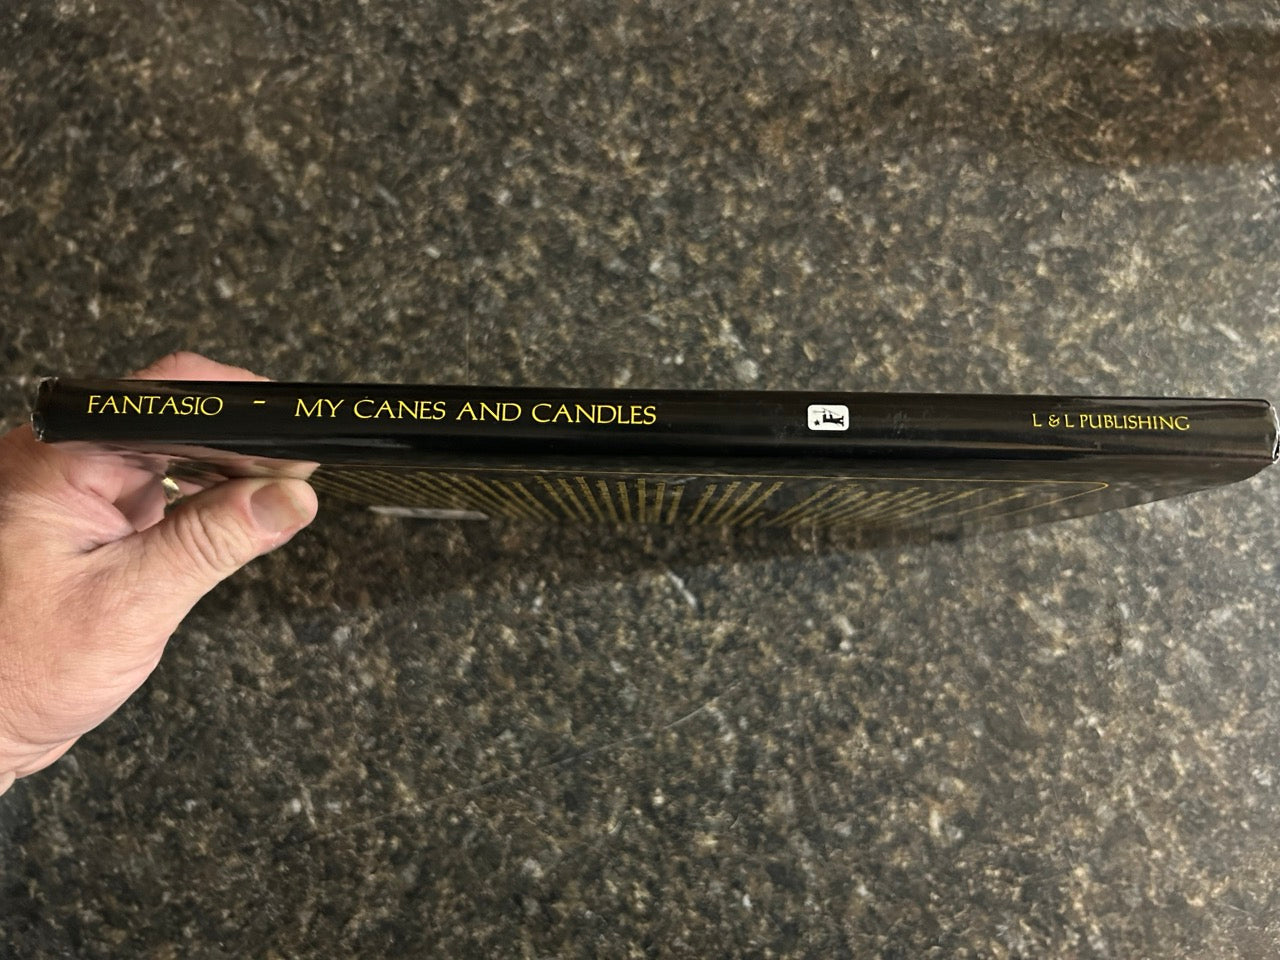 FANTASIO - MY CANES AND CANDLES
F
L & L PUBLISHING